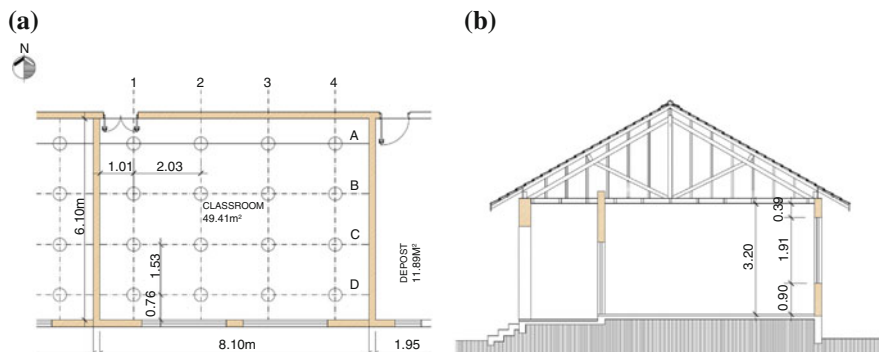 (a)
(b)
N
1 2 3 4
A
1.01 2.03
B
CLASSROOM
49.41m²
6.10m
C
1.53
DEPOST
11.89M²
D
0.76
8.10m 1.95
0.39
1.91
3.20
0.90